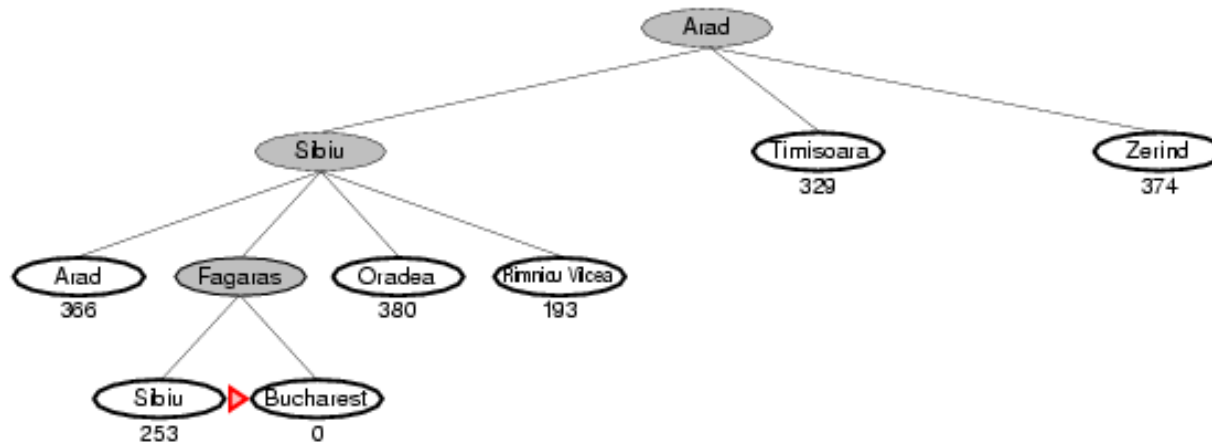 Arad
Sibiu
Timisoara
Zerind
329
374
Arad
Fagaras
Oradea
Rimnicu Vilcea
366
380
193
Sibiu
Bucharest
253
0